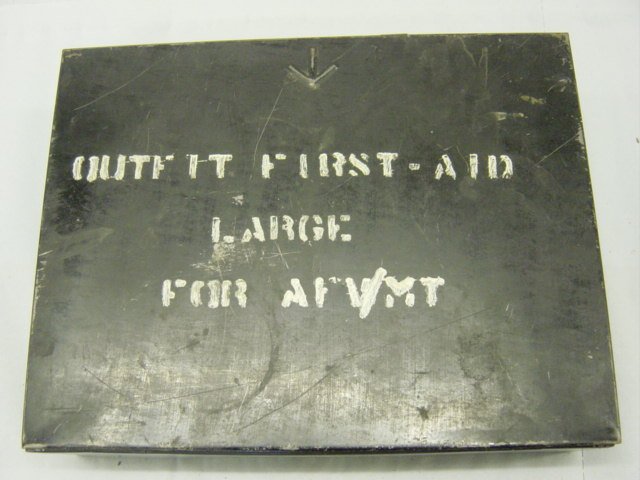 OUTFIT FIRST-AID
LARGE
FOR AFV/MT